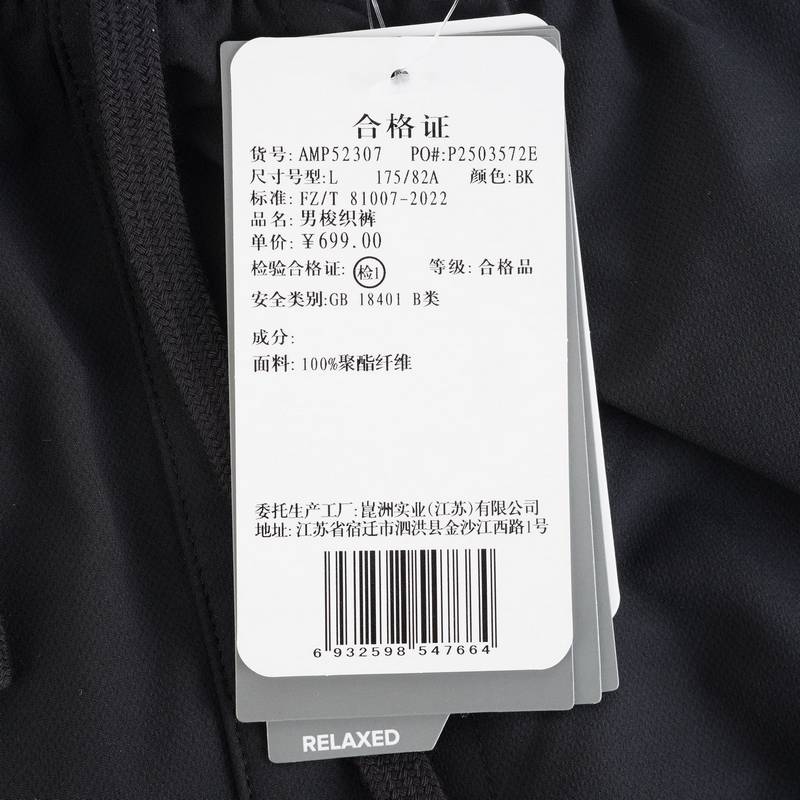 合格证
货号: AMP52307 PO#:P2503572E
尺寸号型:L 175/82A 颜色:BK
标准: FZ/T 81007-2022
品名: 男梭织裤
单价: ¥699.00
检验合格证: 检1 等级: 合格品
安全类别:GB 18401 B类
成分:
面料: 100%聚酯纤维
委托生产工厂: 崑洲实业(江苏)有限公司
地址: 江苏省宿迁市泗洪县金沙江西路1号
6 932598 547664
RELAXED